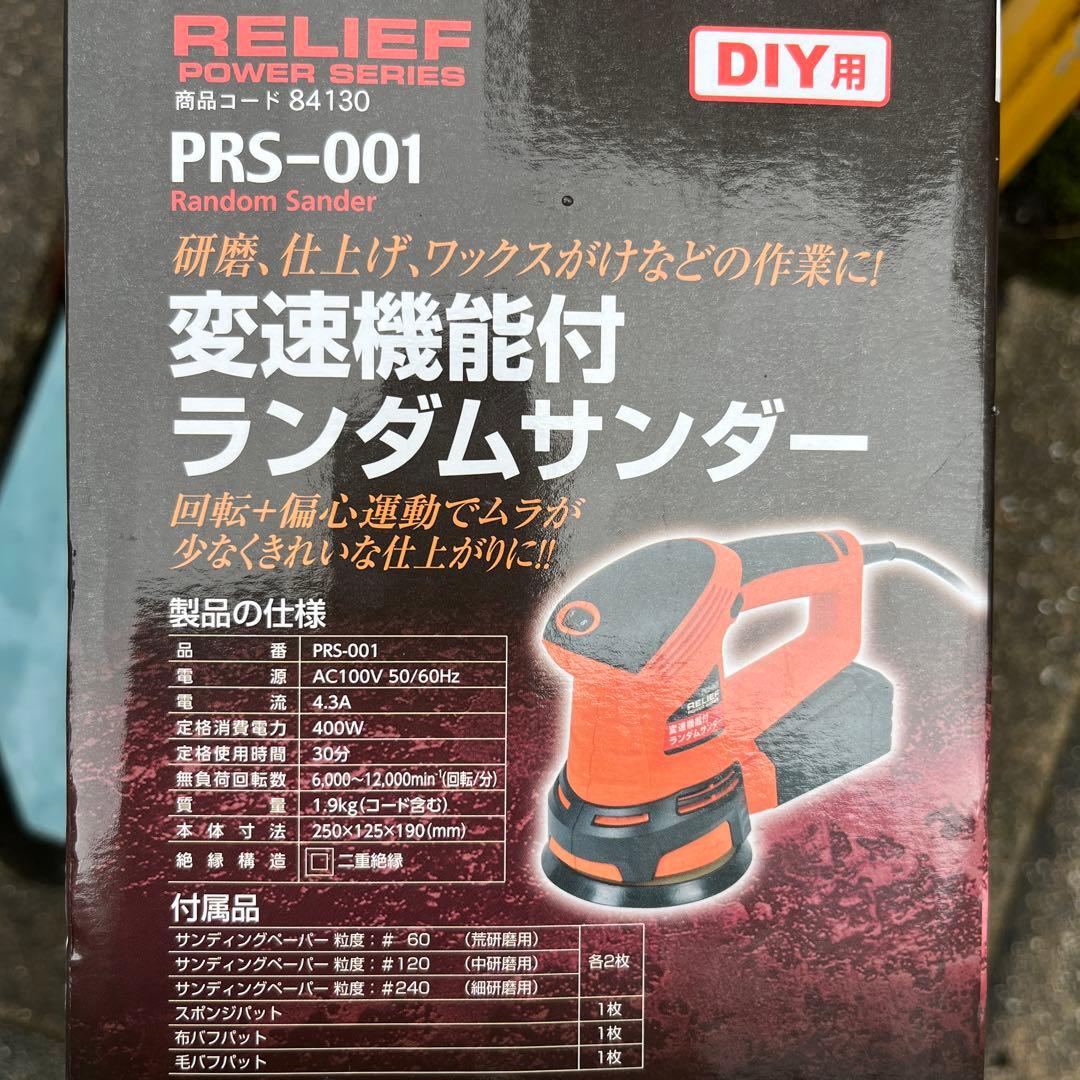 RELIEF
POWER SERIES
DIY用
商品コード 84130
PRS-001
Random Sander
研磨、仕上げ、ワックスがけなどの作業に!
変速機能付
ランダムサンダー
回転+偏心運動でムラが
少なくきれいな仕上がりに!!
製品の仕様
品番 PRS-001
電源 AC100V 50/60Hz
電流 4.3A
定格消費電力 400W
定格使用時間 30分
無負荷回転数 6,000〜12,000min⁻¹(回転/分)
質量 1.9kg(コード含む)
本体寸法 250×125×190(mm)
絶縁構造 回 二重絶縁
RELIEF
POWER SERIES
変速機能付
ランダムサンダー
付属品
サンディングペーパー 粒度:# 60 (荒研磨用)
サンディングペーパー 粒度:#120 (中研磨用) 各2枚
サンディングペーパー 粒度:#240 (細研磨用)
スポンジパット 1枚
布バフパット 1枚
毛バフパット 1枚